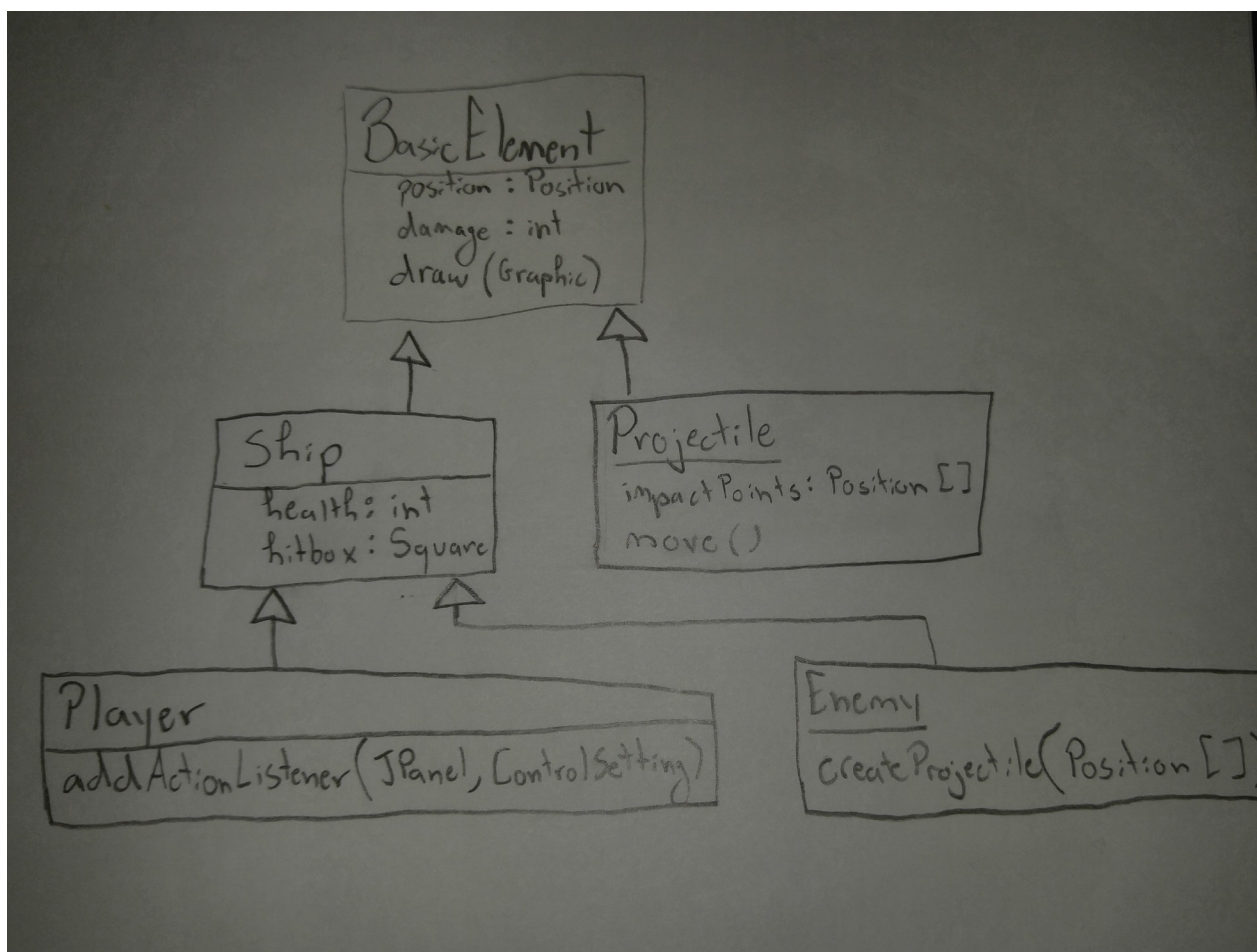 BasicElement
position : Position
damage : int
draw (Graphic)
Ship
health: int
hitbox : Square
Projectile
impactPoints: Position []
move ()
Player
addActionListener(JPanel, ControlSetting)
Enemy
createProjectile(Position [])